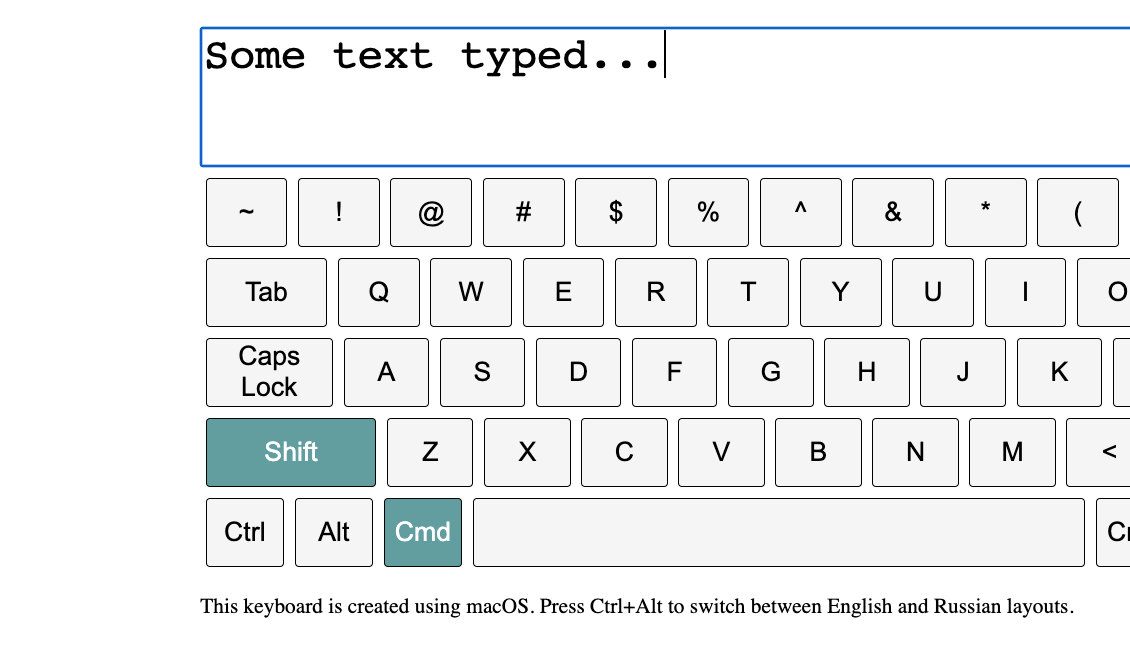 Some text typed...
~ ! @ # $ % ^ & * (
Tab Q W E R T Y U I O
Caps Lock A S D F G H J K
Shift Z X C V B N M <
Ctrl Alt Cmd
This keyboard is created using macOS. Press Ctrl+Alt to switch between English and Russian layouts.